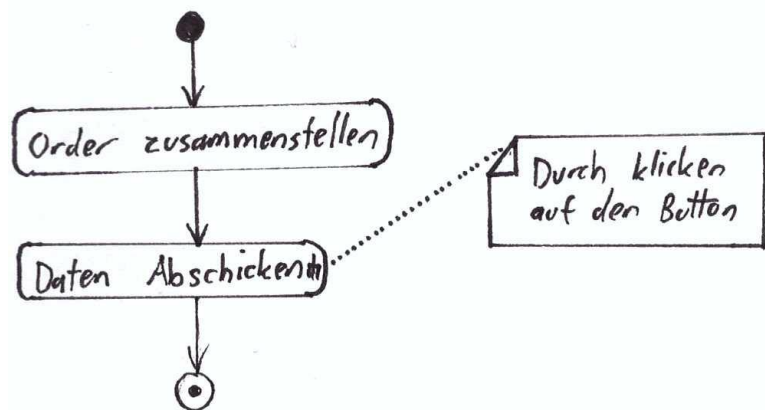 Order zusammenstellen
Durch klicken
auf den Button
Daten Abschicken